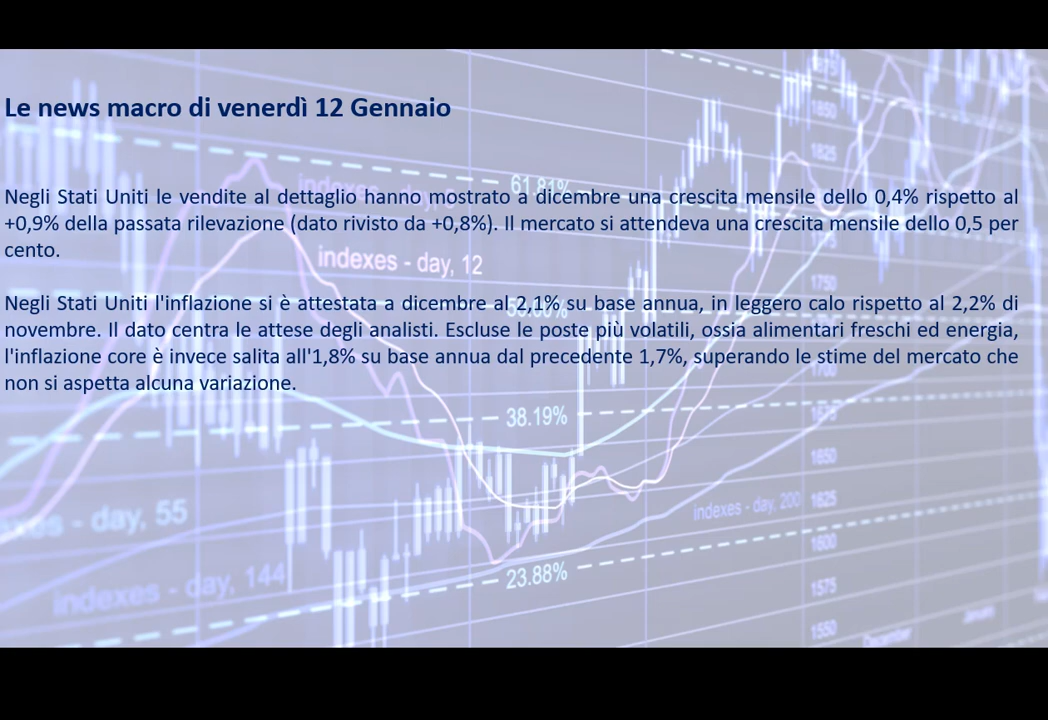 Le news macro di venerdì 12 Gennaio
Negli Stati Uniti le vendite al dettaglio hanno mostrato a dicembre una crescita mensile dello 0,4% rispetto al
+0,9% della passata rilevazione (dato rivisto da +0,8%). Il mercato si attendeva una crescita mensile dello 0,5 per
cento.
Negli Stati Uniti l'inflazione si è attestata a dicembre al 2,1% su base annua, in leggero calo rispetto al 2,2% di
novembre. Il dato centra le attese degli analisti. Escluse le poste più volatili, ossia alimentari freschi ed energia,
l'inflazione core è invece salita all'1,8% su base annua dal precedente 1,7%, superando le stime del mercato che
non si aspetta alcuna variazione.
61.81%
indexes - day, 12
38.19%
23.88%
- day, 55
indexes - day, 144
indexes - day, 200
1850
1825
1750
1700
1675
1650
1625
1600
1575
1550
December
January